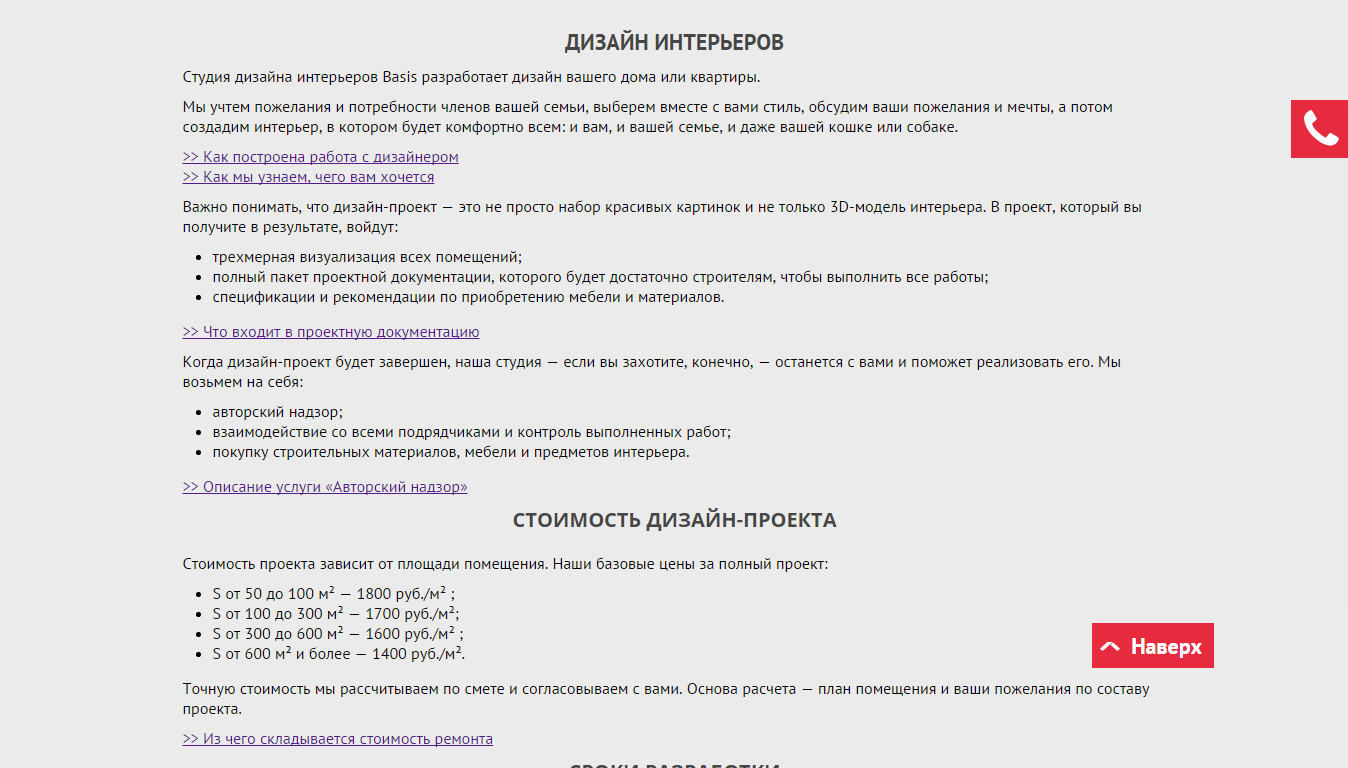 ДИЗАЙН ИНТЕРЬЕРОВ
Студия дизайна интерьеров Basis разработает дизайн вашего дома или квартиры.
Мы учтем пожелания и потребности членов вашей семьи, выберем вместе с вами стиль, обсудим ваши пожелания и мечты, а потом
создадим интерьер, в котором будет комфортно всем: и вам, и вашей семье, и даже вашей кошке или собаке.
>> Как построена работа с дизайнером
>> Как мы узнаем, чего вам хочется
Важно понимать, что дизайн-проект — это не просто набор красивых картинок и не только 3D-модель интерьера. В проект, который вы
получите в результате, войдут:
• трехмерная визуализация всех помещений;
• полный пакет проектной документации, которого будет достаточно строителям, чтобы выполнить все работы;
• спецификации и рекомендации по приобретению мебели и материалов.
>> Что входит в проектную документацию
Когда дизайн-проект будет завершен, наша студия — если вы захотите, конечно, — останется с вами и поможет реализовать его. Мы
возьмем на себя:
• авторский надзор;
• взаимодействие со всеми подрядчиками и контроль выполненных работ;
• покупку строительных материалов, мебели и предметов интерьера.
>> Описание услуги «Авторский надзор»
СТОИМОСТЬ ДИЗАЙН-ПРОЕКТА
Стоимость проекта зависит от площади помещения. Наши базовые цены за полный проект:
• S от 50 до 100 м² — 1800 руб./м² ;
• S от 100 до 300 м² — 1700 руб./м²;
• S от 300 до 600 м² — 1600 руб./м² ;
• S от 600 м² и более — 1400 руб./м².
Наверх
Точную стоимость мы рассчитываем по смете и согласовываем с вами. Основа расчета — план помещения и ваши пожелания по составу
проекта.
>> Из чего складывается стоимость ремонта
СРОКИ РАЗРАБОТКИ